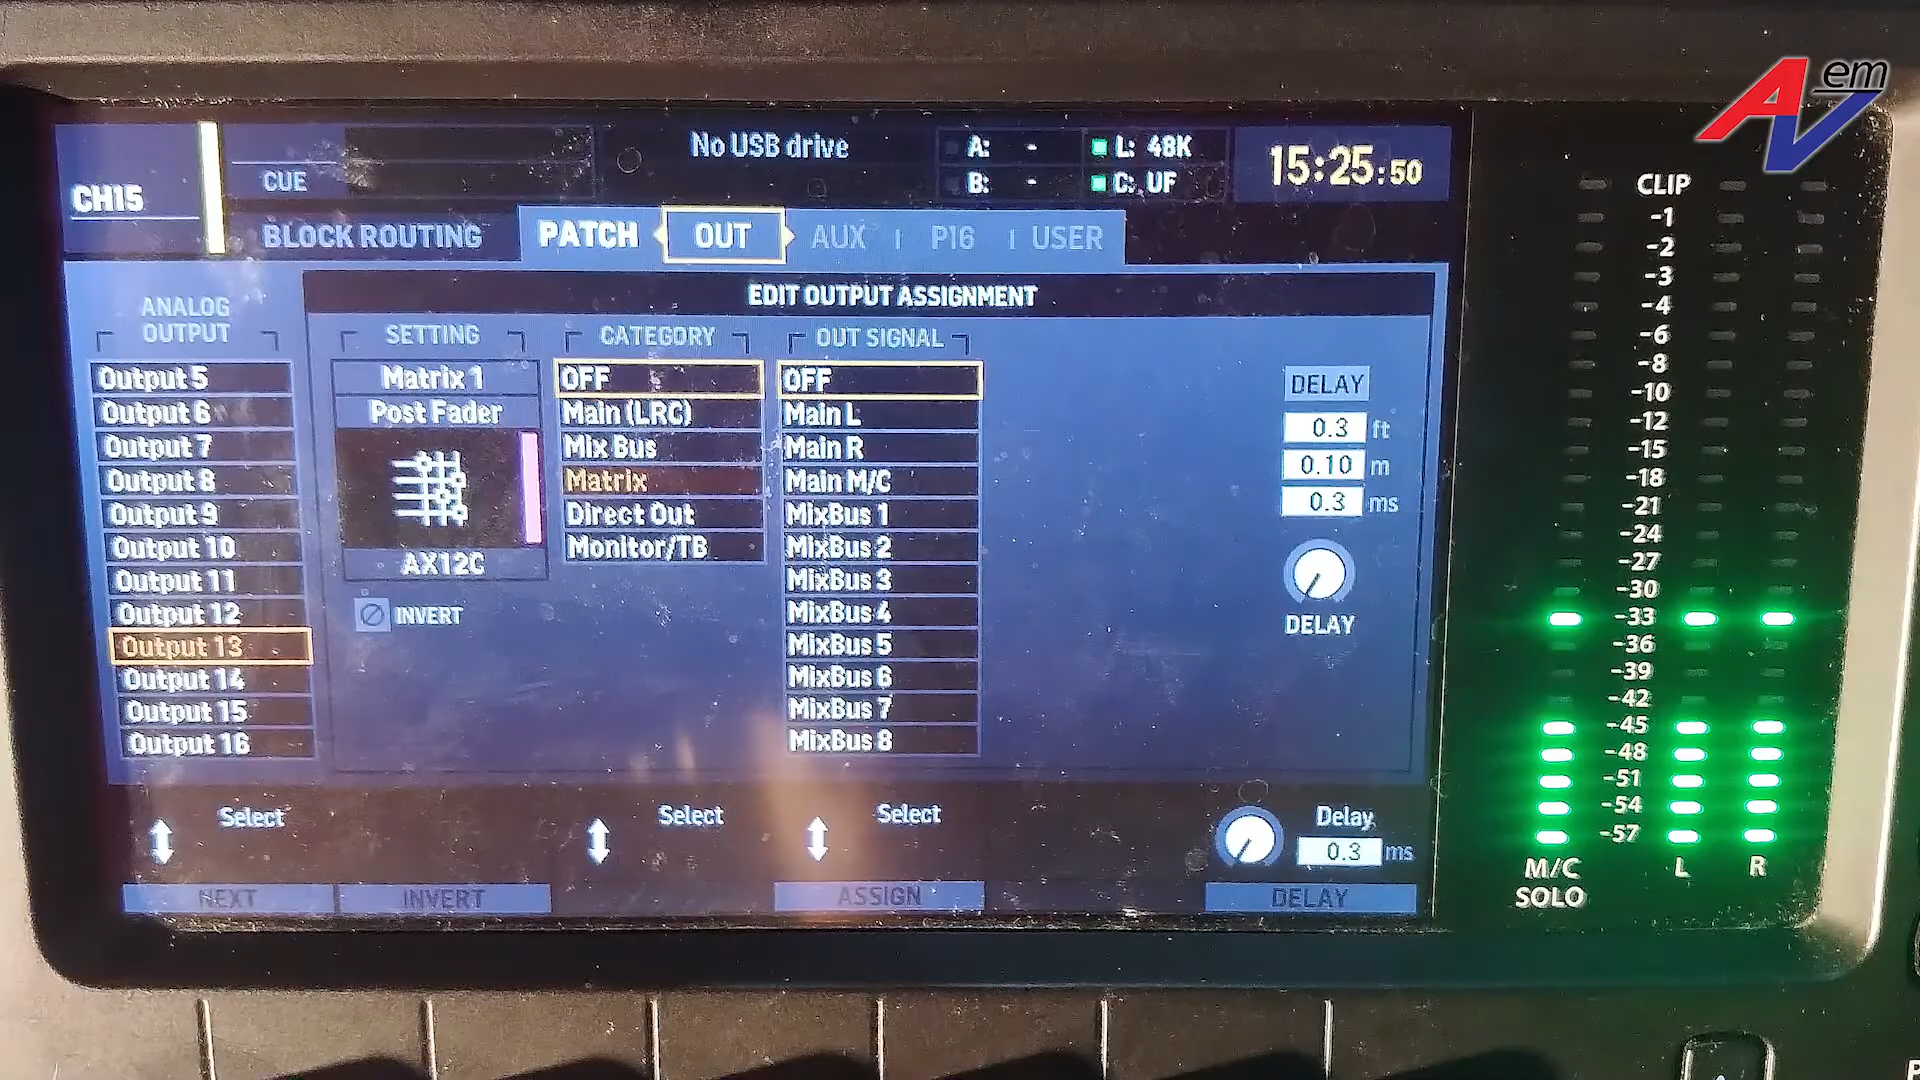 AV em
CH15
CUE
No USB drive
A: -
B: -
L: 48K
C: UF
15:25:50
BLOCK ROUTING
PATCH
OUT
AUX
P16
USER
EDIT OUTPUT ASSIGNMENT
ANALOG
OUTPUT
Output 5
Output 6
Output 7
Output 8
Output 9
Output 10
Output 11
Output 12
Output 13
Output 14
Output 15
Output 16
SETTING
Matrix 1
Post Fader
AX12C
INVERT
CATEGORY
OFF
Main (LRC)
Mix Bus
Matrix
Direct Out
Monitor/TB
OUT SIGNAL
OFF
Main L
Main R
Main M/C
MixBus 1
MixBus 2
MixBus 3
MixBus 4
MixBus 5
MixBus 6
MixBus 7
MixBus 8
DELAY
0.3 ft
0.10 m
0.3 ms
DELAY
Select
Select
Select
Delay
0.3 ms
NEXT
INVERT
ASSIGN
DELAY
CLIP
-1
-2
-3
-4
-6
-8
-10
-12
-15
-18
-21
-24
-27
-30
-33
-36
-39
-42
-45
-48
-51
-54
-57
M/C
SOLO
L
R